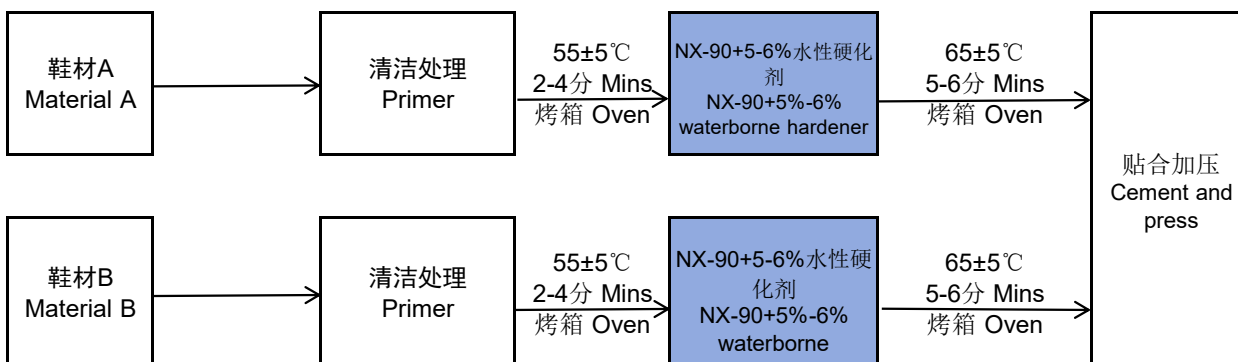 鞋材A
Material A
清洁处理
Primer
55±5℃
2-4分 Mins
烤箱 Oven
NX-90+5-6%水性硬化
剂
NX-90+5%-6%
waterborne hardener
65±5℃
5-6分 Mins
烤箱 Oven
贴合加压
Cement and
press
鞋材B
Material B
清洁处理
Primer
55±5℃
2-4分 Mins
烤箱 Oven
NX-90+5-6%水性硬
化剂
NX-90+5%-6%
waterborne
65±5℃
5-6分 Mins
烤箱 Oven